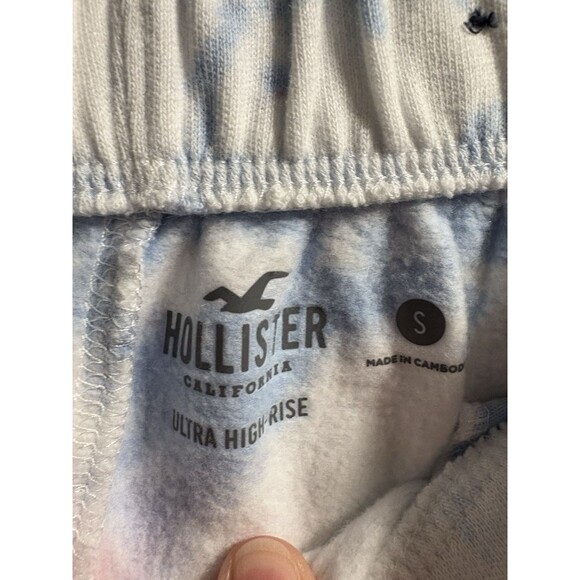 HOLLISTER
CALIFORNIA
ULTRA HIGH-RISE
S
MADE IN CAMBOD